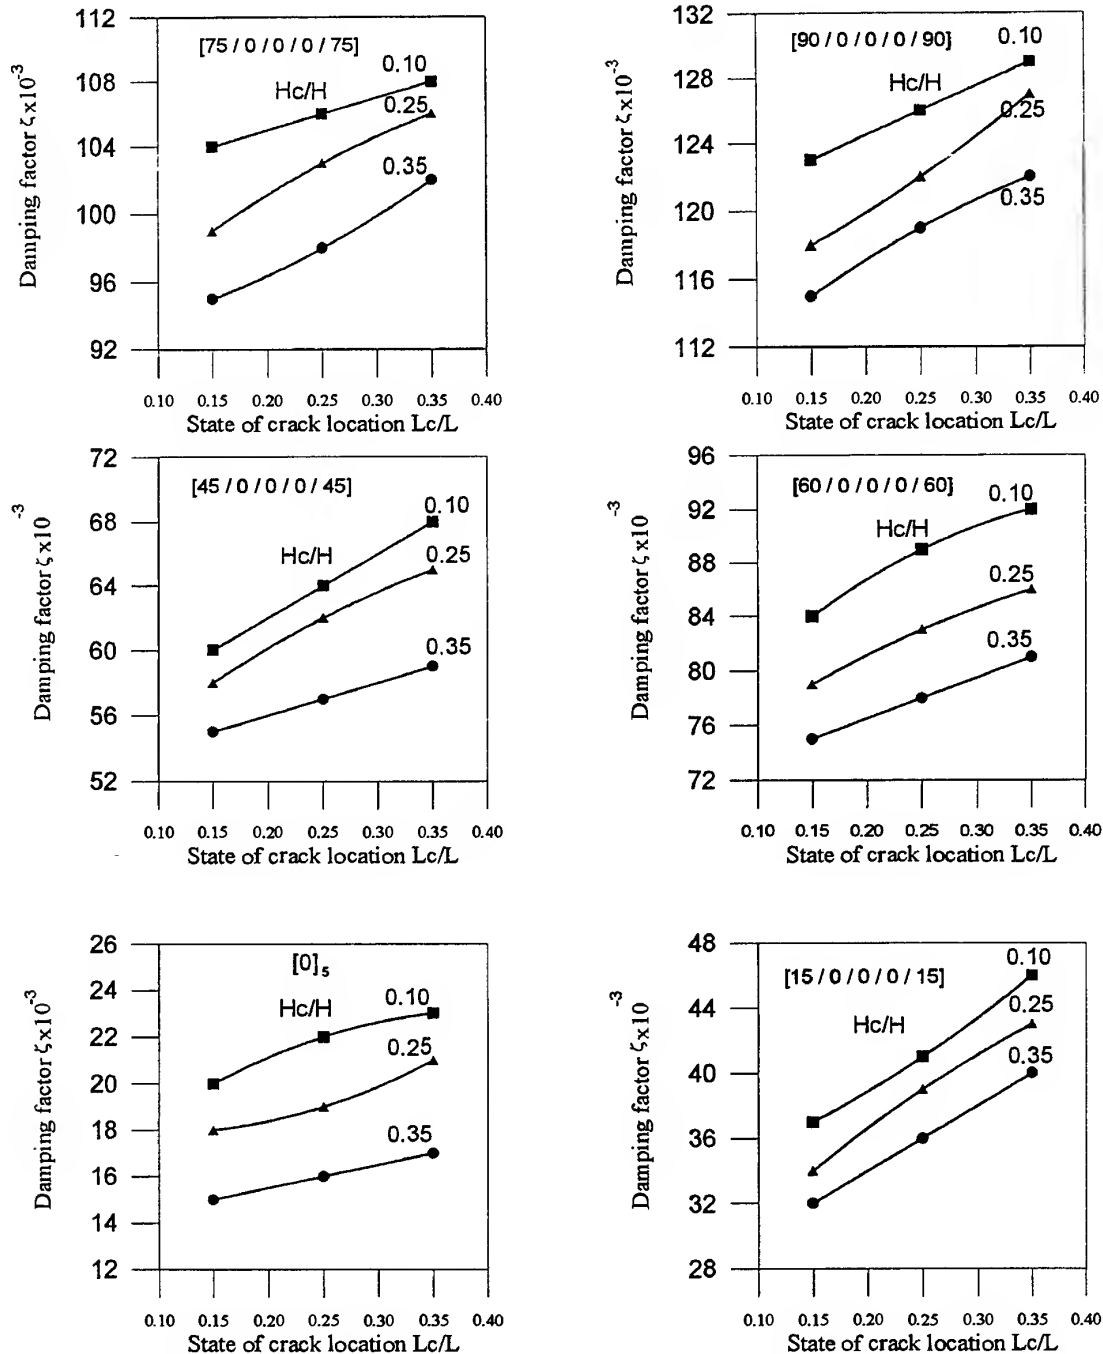 112
108
104
100
96
92
Damping factor ζx10⁻³
[75 / 0 / 0 / 0 / 75]
Hc/H
0.10
0.25
0.35
0.10 0.15 0.20 0.25 0.30 0.35 0.40
State of crack location Lc/L
132
128
124
120
116
112
Damping factor ζx10⁻³
[90 / 0 / 0 / 0 / 90]
Hc/H
0.10
0.25
0.35
0.10 0.15 0.20 0.25 0.30 0.35 0.40
State of crack location Lc/L
72
68
64
60
56
52
Damping factor ζx10⁻³
[45 / 0 / 0 / 0 / 45]
Hc/H
0.10
0.25
0.35
0.10 0.15 0.20 0.25 0.30 0.35 0.40
State of crack location Lc/L
96
92
88
84
80
76
72
Damping factor ζx10⁻³
[60 / 0 / 0 / 0 / 60]
Hc/H
0.10
0.25
0.35
0.10 0.15 0.20 0.25 0.30 0.35 0.40
State of crack location Lc/L
26
24
22
20
18
16
14
12
Damping factor ζx10⁻³
[0]₅
Hc/H
0.10
0.25
0.35
0.10 0.15 0.20 0.25 0.30 0.35 0.40
State of crack location Lc/L
48
44
40
36
32
28
Damping factor ζx10⁻³
[15 / 0 / 0 / 0 / 15]
Hc/H
0.10
0.25
0.35
0.10 0.15 0.20 0.25 0.30 0.35 0.40
State of crack location Lc/L